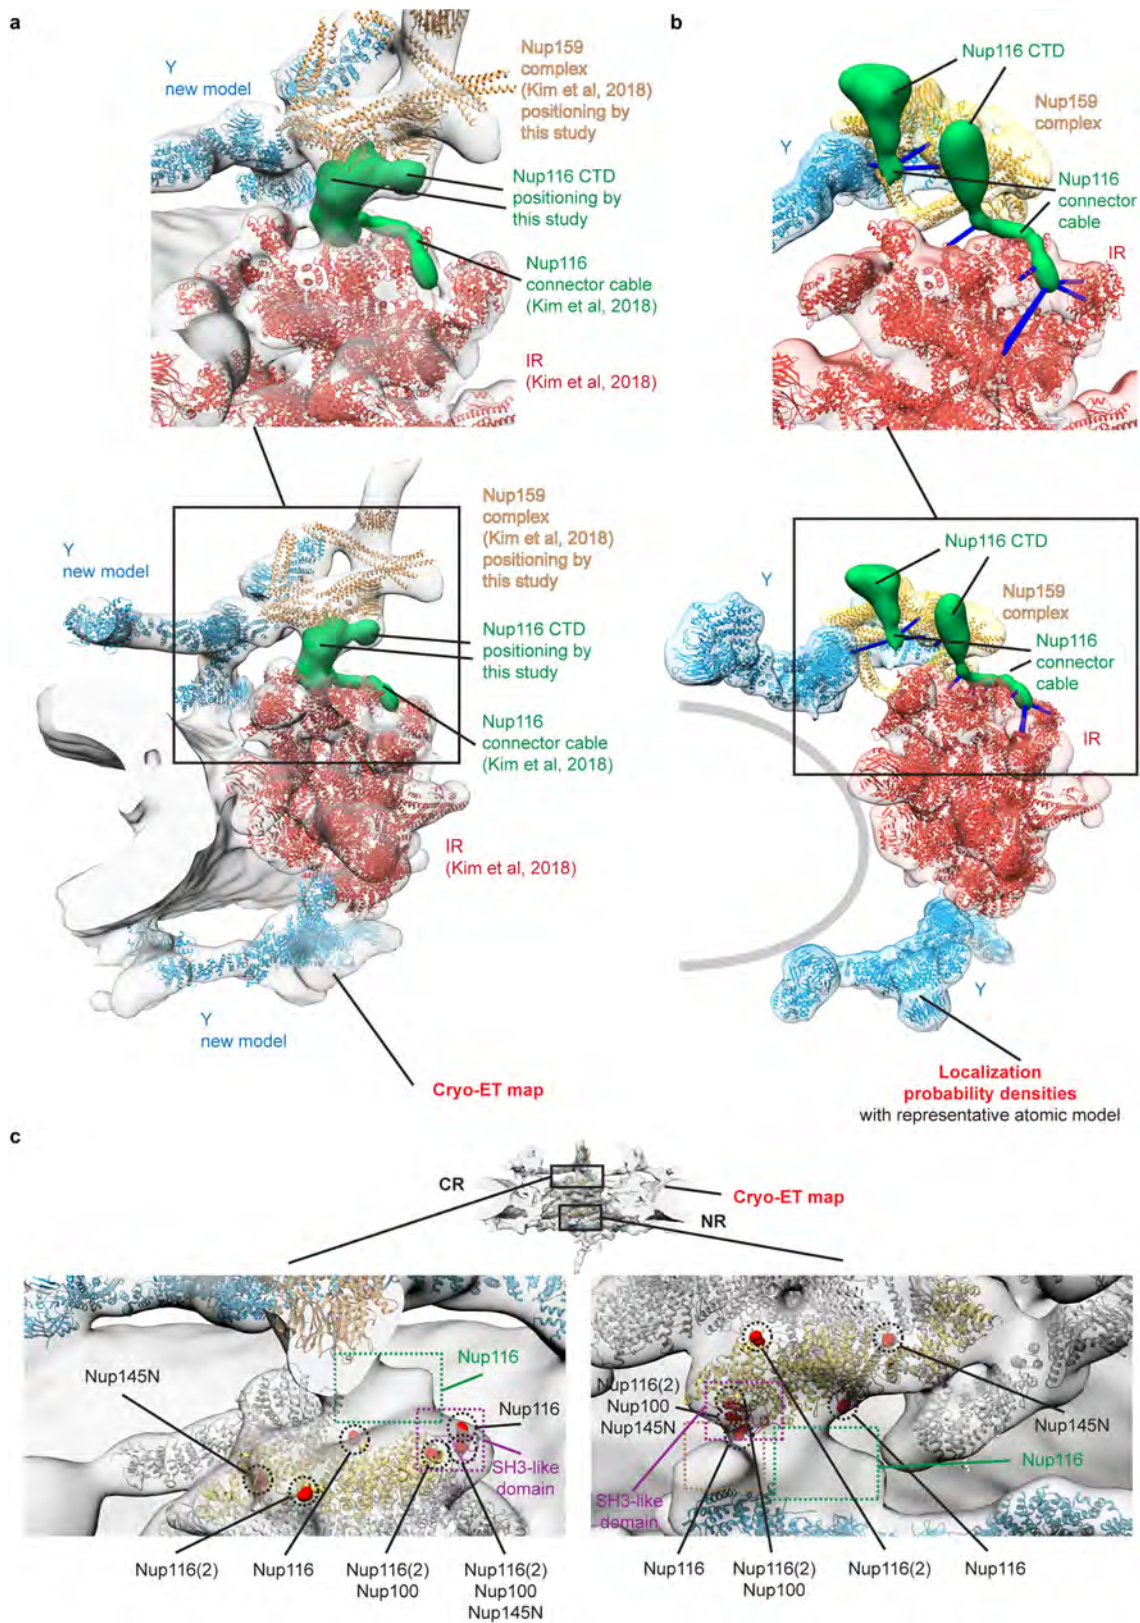 a
Y
new model
Nup159
complex
(Kim et al, 2018)
positioning by
this study
Nup116 CTD
positioning by
this study
Nup116
connector cable
(Kim et al, 2018)
IR
(Kim et al, 2018)
Y
new model
Nup159
complex
(Kim et al, 2018)
positioning by
this study
Nup116 CTD
positioning by
this study
Nup116
connector cable
(Kim et al, 2018)
IR
(Kim et al, 2018)
Y
new model
Cryo-ET map
b
Nup116 CTD
Nup159
complex
Y
Nup116
connector
cable
IR
Nup116 CTD
Y
Nup159
complex
Nup116
connector
cable
IR
Y
Localization
probability densities
with representative atomic model
c
CR
Cryo-ET map
NR
Nup145N
Nup116
Nup116
SH3-like
domain
Nup116(2)
Nup116
Nup116(2)
Nup100
Nup116(2)
Nup100
Nup145N
Nup116(2)
Nup100
Nup145N
Nup145N
Nup116
SH3-like
domain
Nup116
Nup116(2)
Nup100
Nup116(2)
Nup116